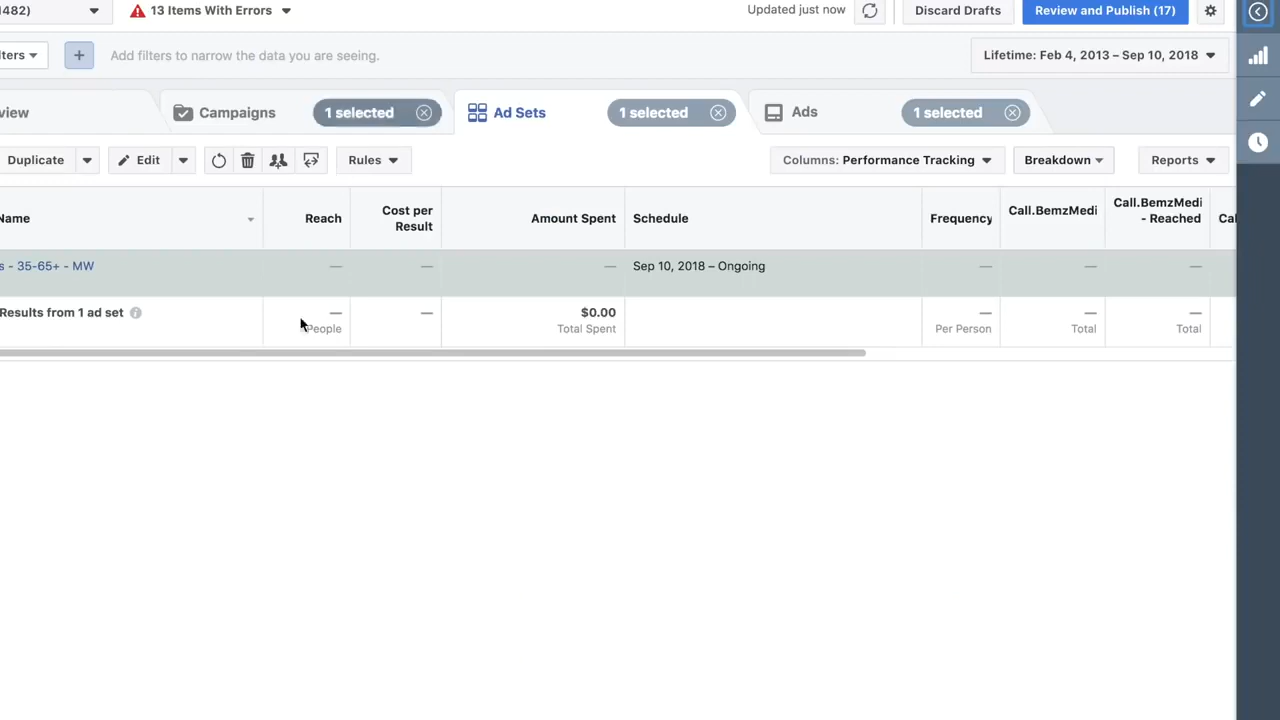 1482)
13 Items With Errors
Updated just now
Discard Drafts
Review and Publish (17)
lters
Add filters to narrow the data you are seeing.
Lifetime: Feb 4, 2013 – Sep 10, 2018
view
Campaigns
1 selected
Ad Sets
1 selected
Ads
1 selected
Duplicate
Edit
Rules
Columns: Performance Tracking
Breakdown
Reports
Name
Reach
Cost per
Result
Amount Spent
Schedule
Frequency
Call.BemzMedi
Call.BemzMedi
- Reached
Cal
s - 35-65+ - MW
—
—
—
Sep 10, 2018 – Ongoing
—
—
—
Results from 1 ad set
—
People
—
$0.00
Total Spent
—
Per Person
—
Total
—
Total